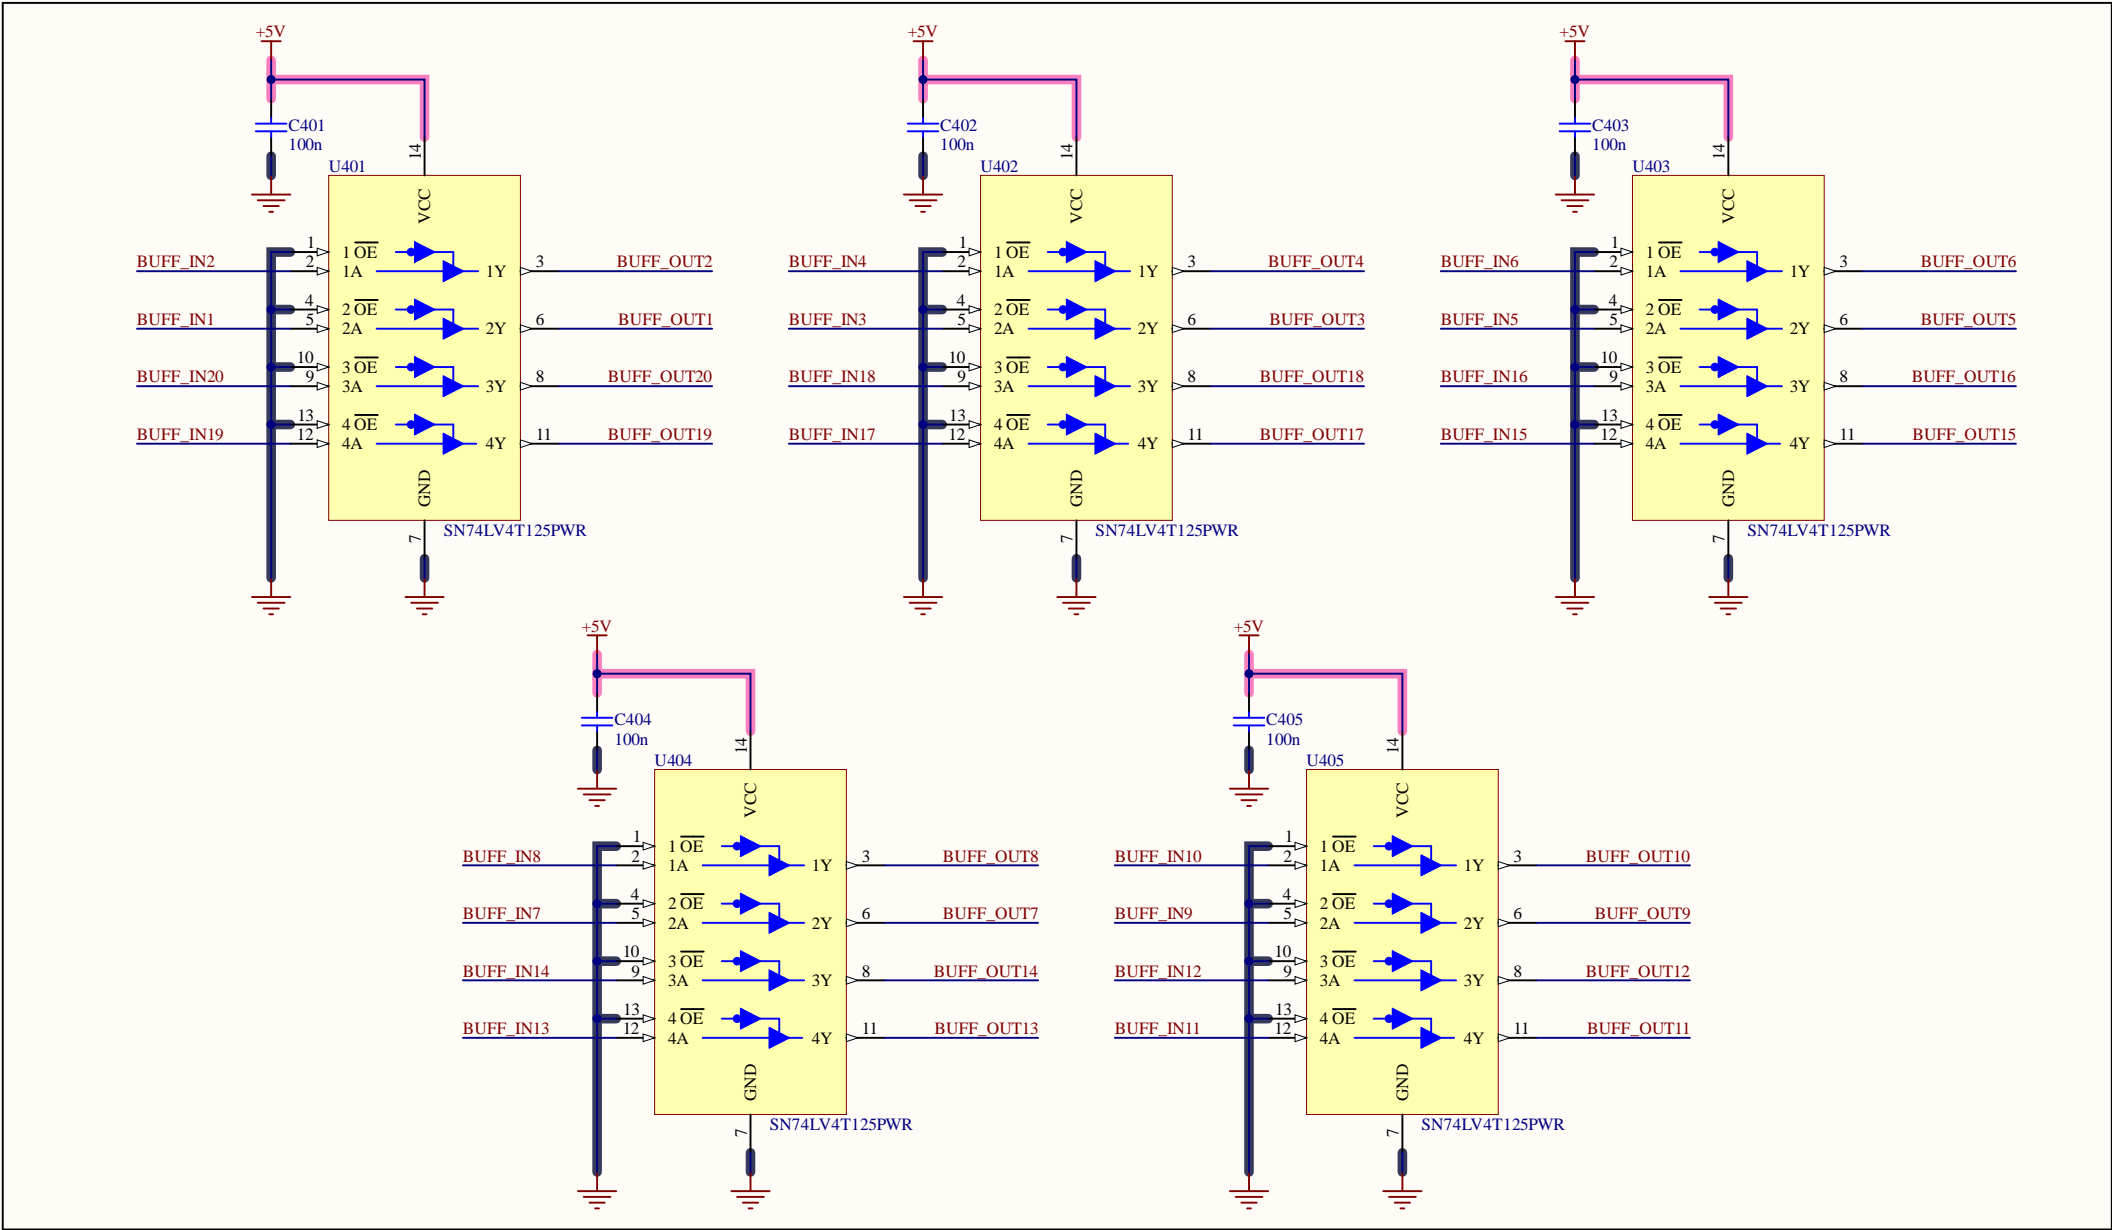 +5V
C401
100n
14
U401
VCC
1 1 OE
BUFF_IN2 2 1A 1Y 3 BUFF_OUT2
4 2 OE
BUFF_IN1 5 2A 2Y 6 BUFF_OUT1
10 3 OE
BUFF_IN20 9 3A 3Y 8 BUFF_OUT20
13 4 OE
BUFF_IN19 12 4A 4Y 11 BUFF_OUT19
GND
SN74LV4T125PWR
7
+5V
C402
100n
14
U402
VCC
1 1 OE
BUFF_IN4 2 1A 1Y 3 BUFF_OUT4
4 2 OE
BUFF_IN3 5 2A 2Y 6 BUFF_OUT3
10 3 OE
BUFF_IN18 9 3A 3Y 8 BUFF_OUT18
13 4 OE
BUFF_IN17 12 4A 4Y 11 BUFF_OUT17
GND
SN74LV4T125PWR
7
+5V
C403
100n
14
U403
VCC
1 1 OE
BUFF_IN6 2 1A 1Y 3 BUFF_OUT6
4 2 OE
BUFF_IN5 5 2A 2Y 6 BUFF_OUT5
10 3 OE
BUFF_IN16 9 3A 3Y 8 BUFF_OUT16
13 4 OE
BUFF_IN15 12 4A 4Y 11 BUFF_OUT15
GND
SN74LV4T125PWR
7
+5V
C404
100n
14
U404
VCC
1 1 OE
BUFF_IN8 2 1A 1Y 3 BUFF_OUT8
4 2 OE
BUFF_IN7 5 2A 2Y 6 BUFF_OUT7
10 3 OE
BUFF_IN14 9 3A 3Y 8 BUFF_OUT14
13 4 OE
BUFF_IN13 12 4A 4Y 11 BUFF_OUT13
GND
SN74LV4T125PWR
7
+5V
C405
100n
14
U405
VCC
1 1 OE
BUFF_IN10 2 1A 1Y 3 BUFF_OUT10
4 2 OE
BUFF_IN9 5 2A 2Y 6 BUFF_OUT9
10 3 OE
BUFF_IN12 9 3A 3Y 8 BUFF_OUT12
13 4 OE
BUFF_IN11 12 4A 4Y 11 BUFF_OUT11
GND
SN74LV4T125PWR
7